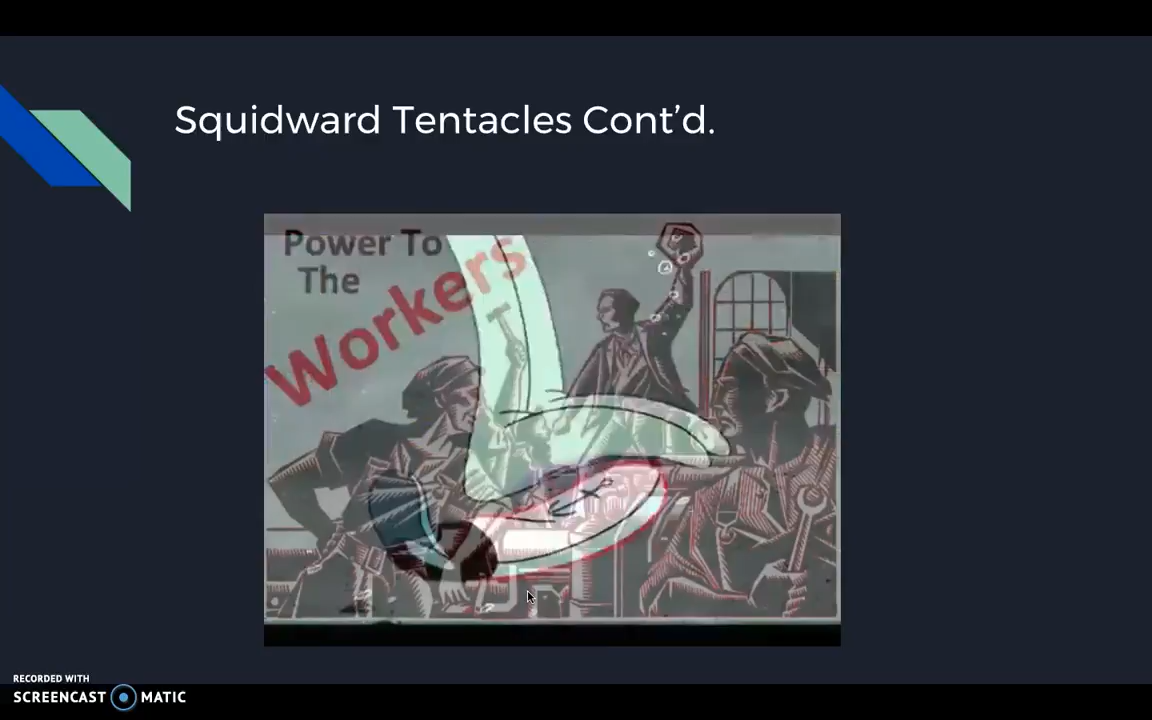 Squidward Tentacles Cont’d.
Power To
The
Workers
RECORDED WITH
SCREENCAST MATIC